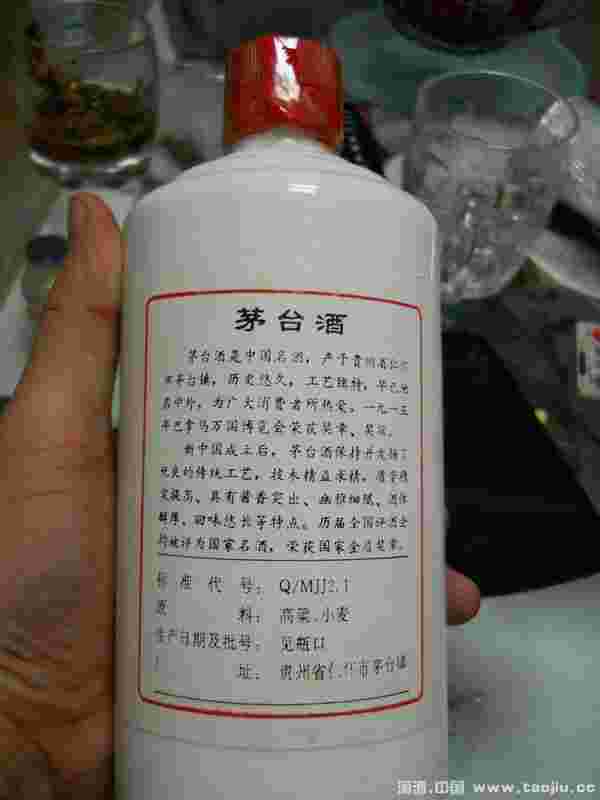 茅台酒
茅台酒是中国名酒，产于贵州省仁怀
市茅台镇，历史悠久，工艺独特，早已驰
名中外，为广大消费者所热爱。一九一五
年巴拿马万国博览会荣获奖章、奖状。
新中国成立后，茅台酒保持并发扬了
优良的传统工艺，技术精益求精，质量稳
定提高、具有酱香突出、幽雅细腻、酒体
醇厚、回味悠长等特点。历届全国评酒会
均被评为国家名酒，荣获国家金质奖章。
标准代号：Q/MJJ2.1
原料：高粱.小麦
生产日期及批号：见瓶口
址：贵州省仁怀市茅台镇
国酒.中国 www.taojiu.cc